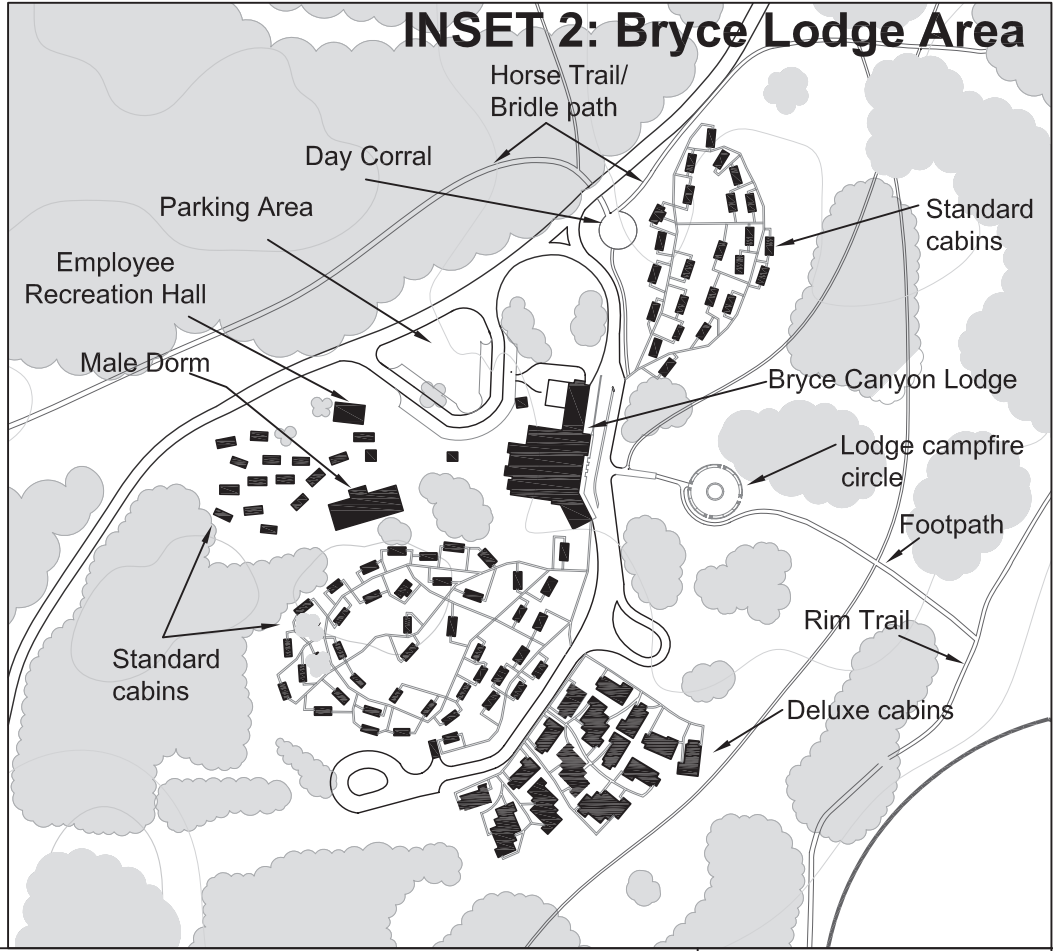 INSET 2: Bryce Lodge Area
Horse Trail/
Bridle path
Day Corral
Parking Area
Standard
cabins
Employee
Recreation Hall
Male Dorm
Bryce Canyon Lodge
Lodge campfire
circle
Footpath
Rim Trail
Standard
cabins
Deluxe cabins